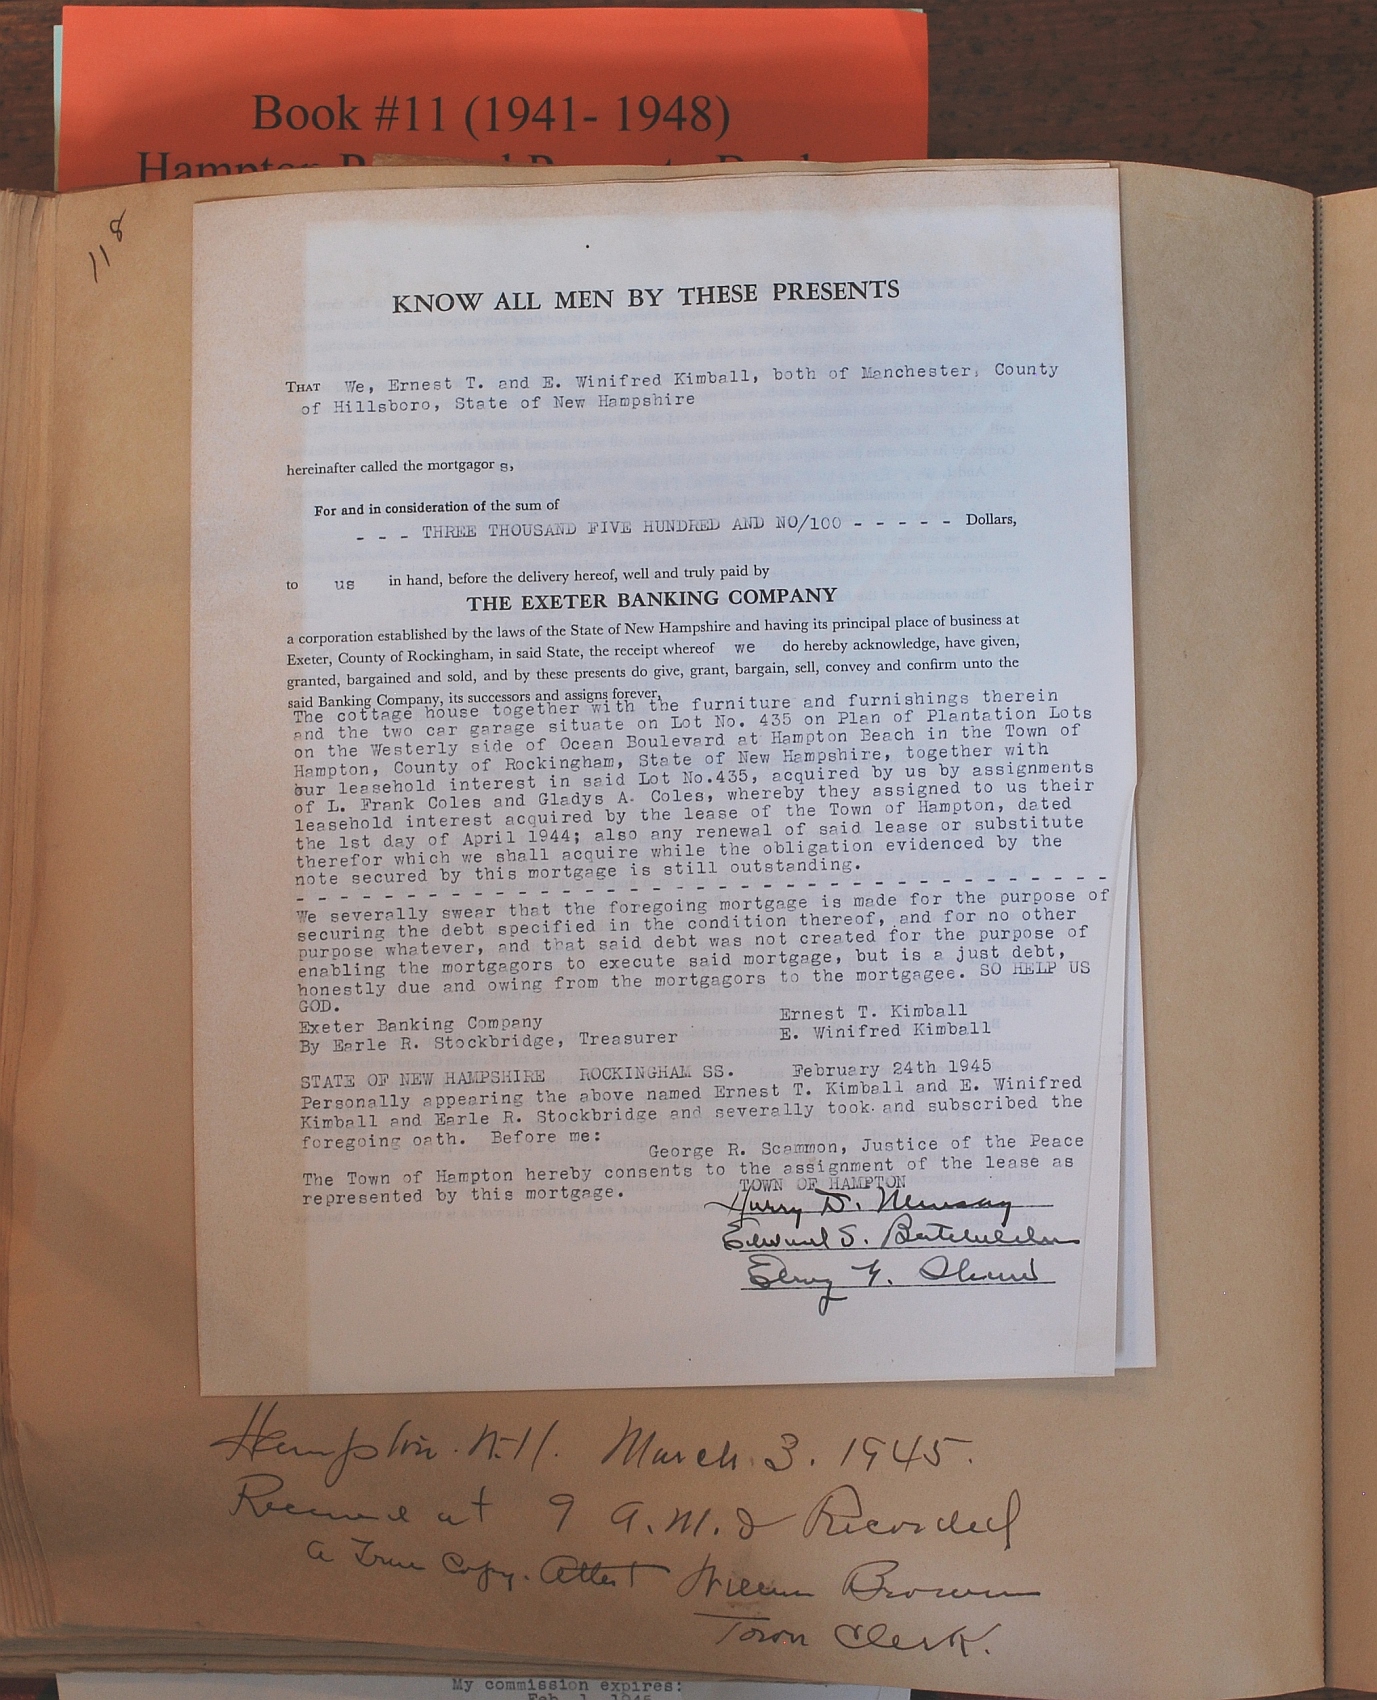 Book #11 (1941- 1948)
Hampton
118
KNOW ALL MEN BY THESE PRESENTS
THAT We, Ernest T. and E. Winifred Kimball, both of Manchester, County
of Hillsboro, State of New Hampshire
hereinafter called the mortgagor s,
For and in consideration of the sum of
- - - THREE THOUSAND FIVE HUNDRED AND NO/100 - - - - - Dollars,
to us in hand, before the delivery hereof, well and truly paid by
THE EXETER BANKING COMPANY
a corporation established by the laws of the State of New Hampshire and having its principal place of business at
Exeter, County of Rockingham, in said State, the receipt whereof we do hereby acknowledge, have given,
granted, bargained and sold, and by these presents do give, grant, bargain, sell, convey and confirm unto the
said Banking Company, its successors and assigns forever,
The cottage house together with the furniture and furnishings therein
and the two car garage situate on Lot No. 435 on Plan of Plantation Lots
on the Westerly side of Ocean Boulevard at Hampton Beach in the Town of
Hampton, County of Rockingham, State of New Hampshire, together with
our leasehold interest in said Lot No.435, acquired by us by assignments
of L. Frank Coles and Gladys A. Coles, whereby they assigned to us their
leasehold interest acquired by the lease of the Town of Hampton, dated
the 1st day of April 1944; also any renewal of said lease or substitute
therefor which we shall acquire while the obligation evidenced by the
note secured by this mortgage is still outstanding.
- - - - - - - - - - - - - - - - - - - - - - - - - - - - - - - - - -
We severally swear that the foregoing mortgage is made for the purpose of
securing the debt specified in the condition thereof, and for no other
purpose whatever, and that said debt was not created for the purpose of
enabling the mortgagors to execute said mortgage, but is a just debt,
honestly due and owing from the mortgagors to the mortgagee. SO HELP US
GOD.
Exeter Banking Company Ernest T. Kimball
By Earle R. Stockbridge, Treasurer E. Winifred Kimball
STATE OF NEW HAMPSHIRE ROCKINGHAM SS. February 24th 1945
Personally appearing the above named Ernest T. Kimball and E. Winifred
Kimball and Earle R. Stockbridge and severally took and subscribed the
foregoing oath. Before me:
George R. Scammon, Justice of the Peace
The Town of Hampton hereby consents to the assignment of the lease as
represented by this mortgage. TOWN OF HAMPTON
Harry D. Munsey
Edward S. Batchelder
Elroy G. Shaw
Hampton. N.H. March. 3. 1945.
Received at 9 A.M. & Recorded
a True Copy. Attest William Brown
Town Clerk.
My commission expires:
Feb. 1, 1945